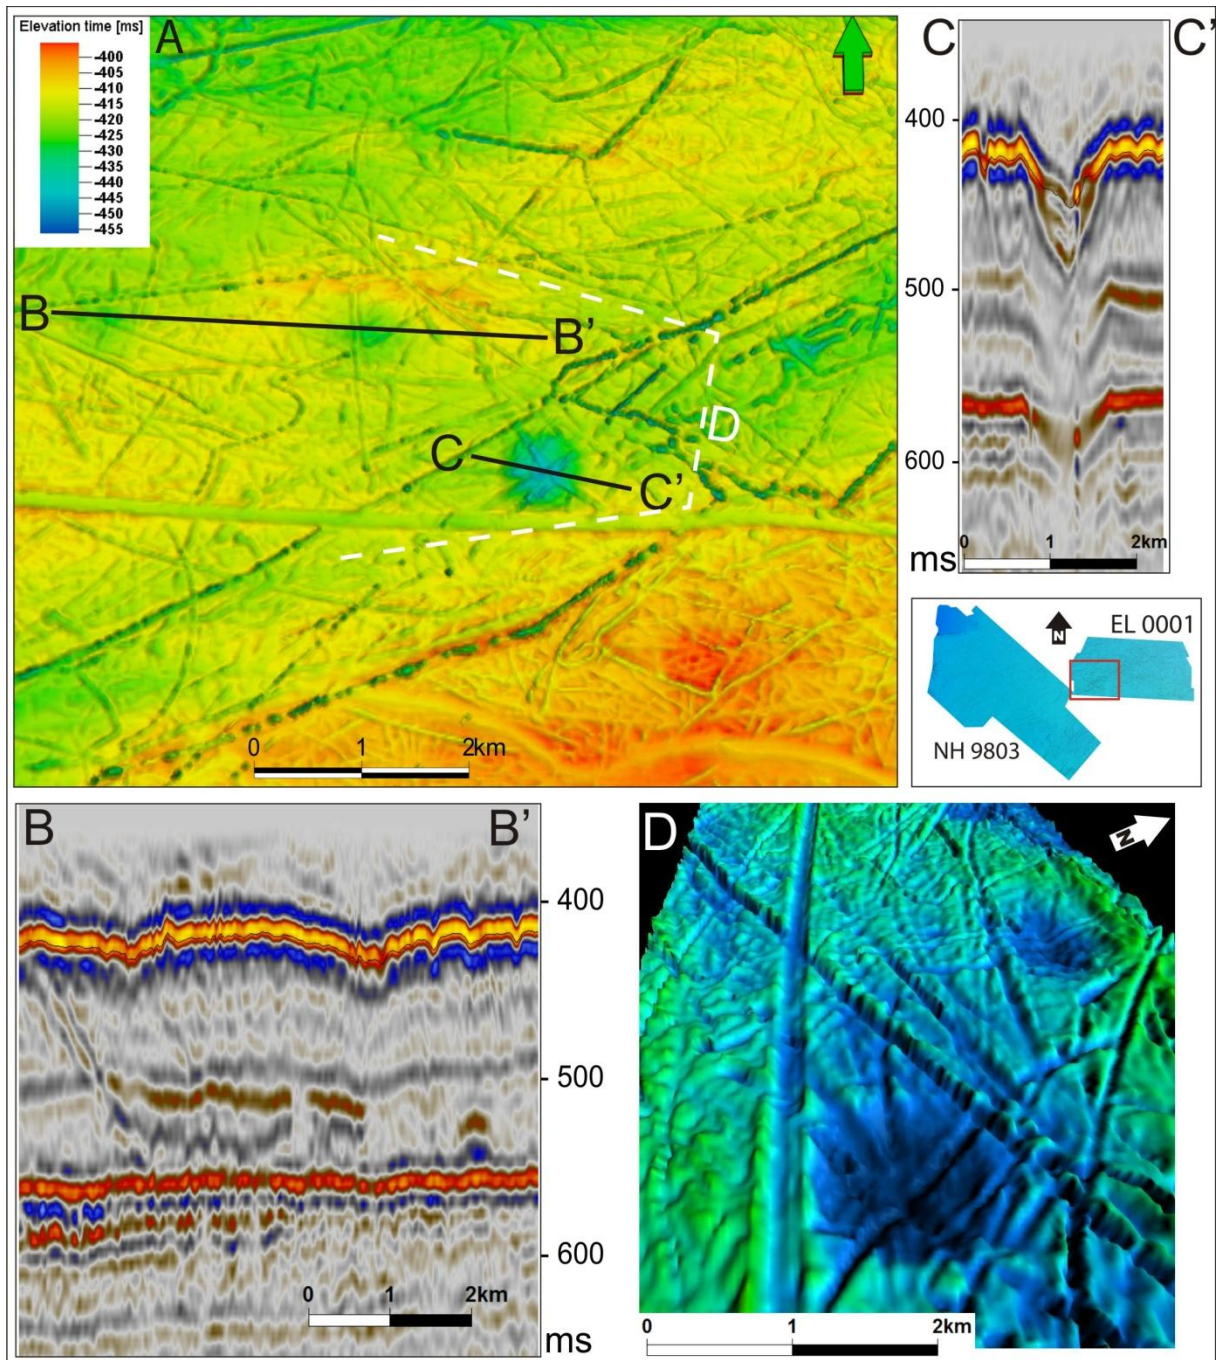 Elevation time [ms]
A
-400
-405
-410
-415
-420
-425
-430
-435
-440
-445
-450
-455
B
B'
D
C
C'
0 1 2km
C C'
400
500
600
ms
0 1 2km
N
EL 0001
NH 9803
B B'
400
500
600
0 1 2km
ms
D
N
0 1 2km